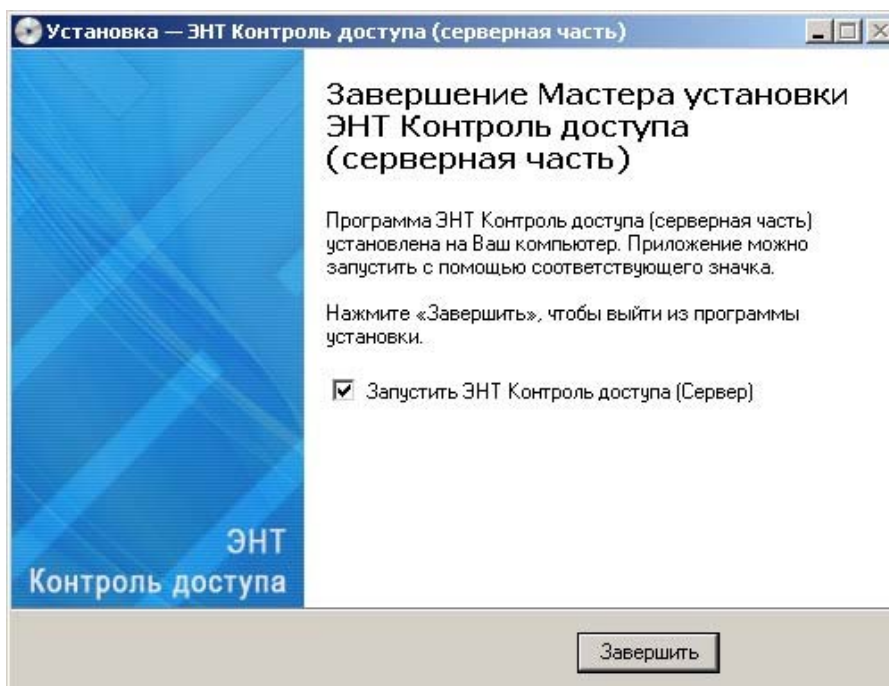 Установка — ЭНТ Контроль доступа (серверная часть)
Завершение Мастера установки
ЭНТ Контроль доступа
(серверная часть)
Программа ЭНТ Контроль доступа (серверная часть)
установлена на Ваш компьютер. Приложение можно
запустить с помощью соответствующего значка.
Нажмите «Завершить», чтобы выйти из программы
установки.
Запустить ЭНТ Контроль доступа (Сервер)
ЭНТ
Контроль доступа
Завершить